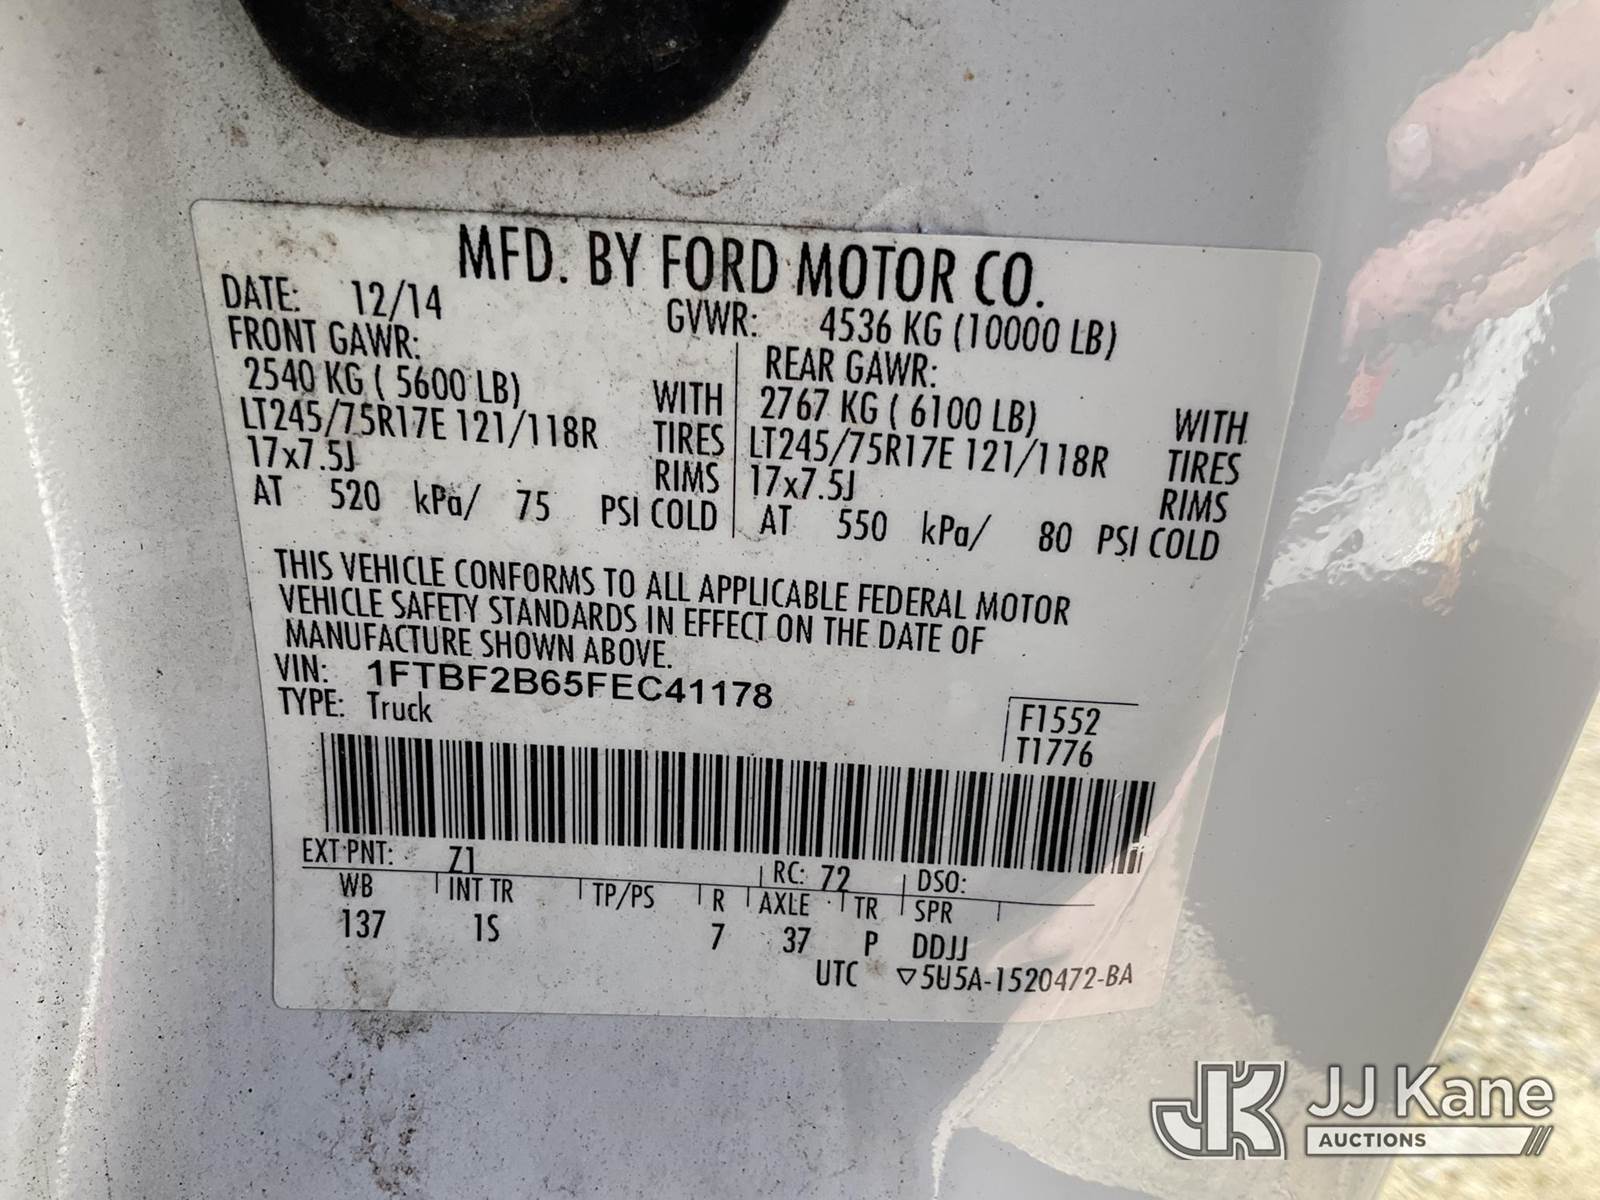 MFD. BY FORD MOTOR CO.
DATE: 12/14 GVWR: 4536 KG (10000 LB)
FRONT GAWR: REAR GAWR:
2540 KG ( 5600 LB) WITH 2767 KG ( 6100 LB) WITH
LT245/75R17E 121/118R TIRES LT245/75R17E 121/118R TIRES
17x7.5J RIMS 17x7.5J RIMS
AT 520 kPa/ 75 PSI COLD AT 550 kPa/ 80 PSI COLD
THIS VEHICLE CONFORMS TO ALL APPLICABLE FEDERAL MOTOR
VEHICLE SAFETY STANDARDS IN EFFECT ON THE DATE OF
MANUFACTURE SHOWN ABOVE.
VIN: 1FTBF2B65FEC41178
TYPE: Truck
F1552
T1776
EXT PNT: Z1 RC: 72 DSO:
WB INT TR TP/PS R AXLE TR SPR
137 1S 7 37 P DDJJ
UTC ▽5U5A-1520472-BA
JK JJ Kane
AUCTIONS